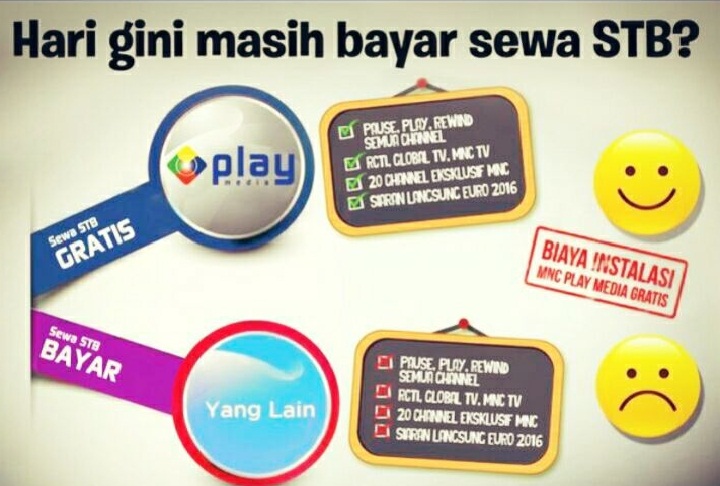 Hari gini masih bayar sewa STB?
play
media
Sewa STB
GRATIS
PAUSE, PLAY, REWIND
SEMUA CHANNEL
RCTI, GLOBAL TV, MNC TV
20 CHANNEL EKSKLUSIF MNC
SIARAN LANGSUNG EURO 2016
BIAYA INSTALASI
MNC PLAY MEDIA GRATIS
Sewa STB
BAYAR
Yang Lain
PAUSE, PLAY, REWIND
SEMUA CHANNEL
RCTI, GLOBAL TV, MNC TV
20 CHANNEL EKSKLUSIF MNC
SIARAN LANGSUNG EURO 2016